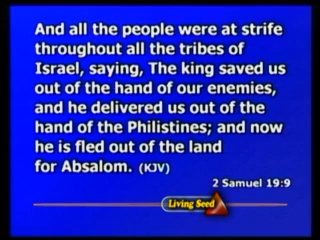 And all the people were at strife
throughout all the tribes of
Israel, saying, The king saved us
out of the hand of our enemies,
and he delivered us out of the
hand of the Philistines; and now
he is fled out of the land
for Absalom. (KJV)
2 Samuel 19:9
Living Seed